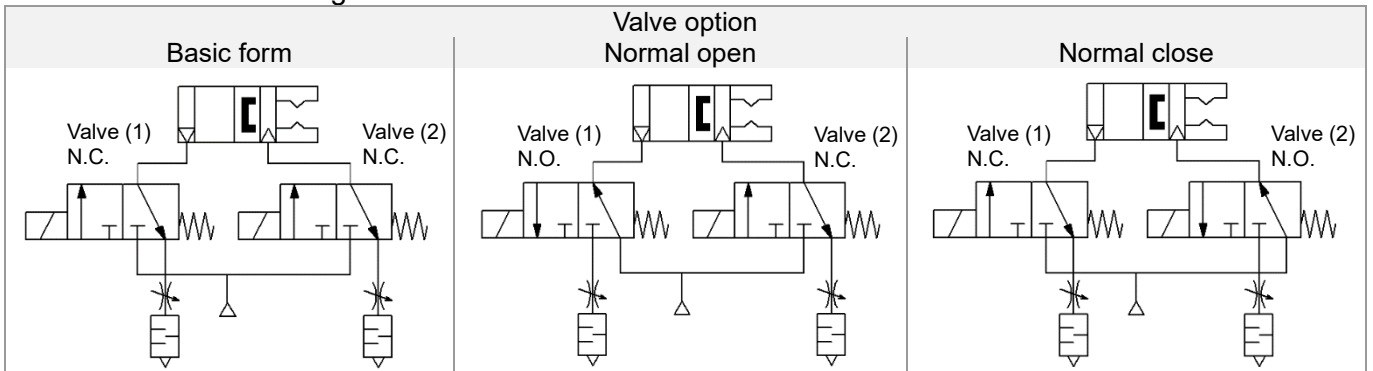 Valve option
Basic form
Normal open
Normal close
Valve (1)
N.C.
Valve (2)
N.C.
Valve (1)
N.O.
Valve (2)
N.C.
Valve (1)
N.C.
Valve (2)
N.O.